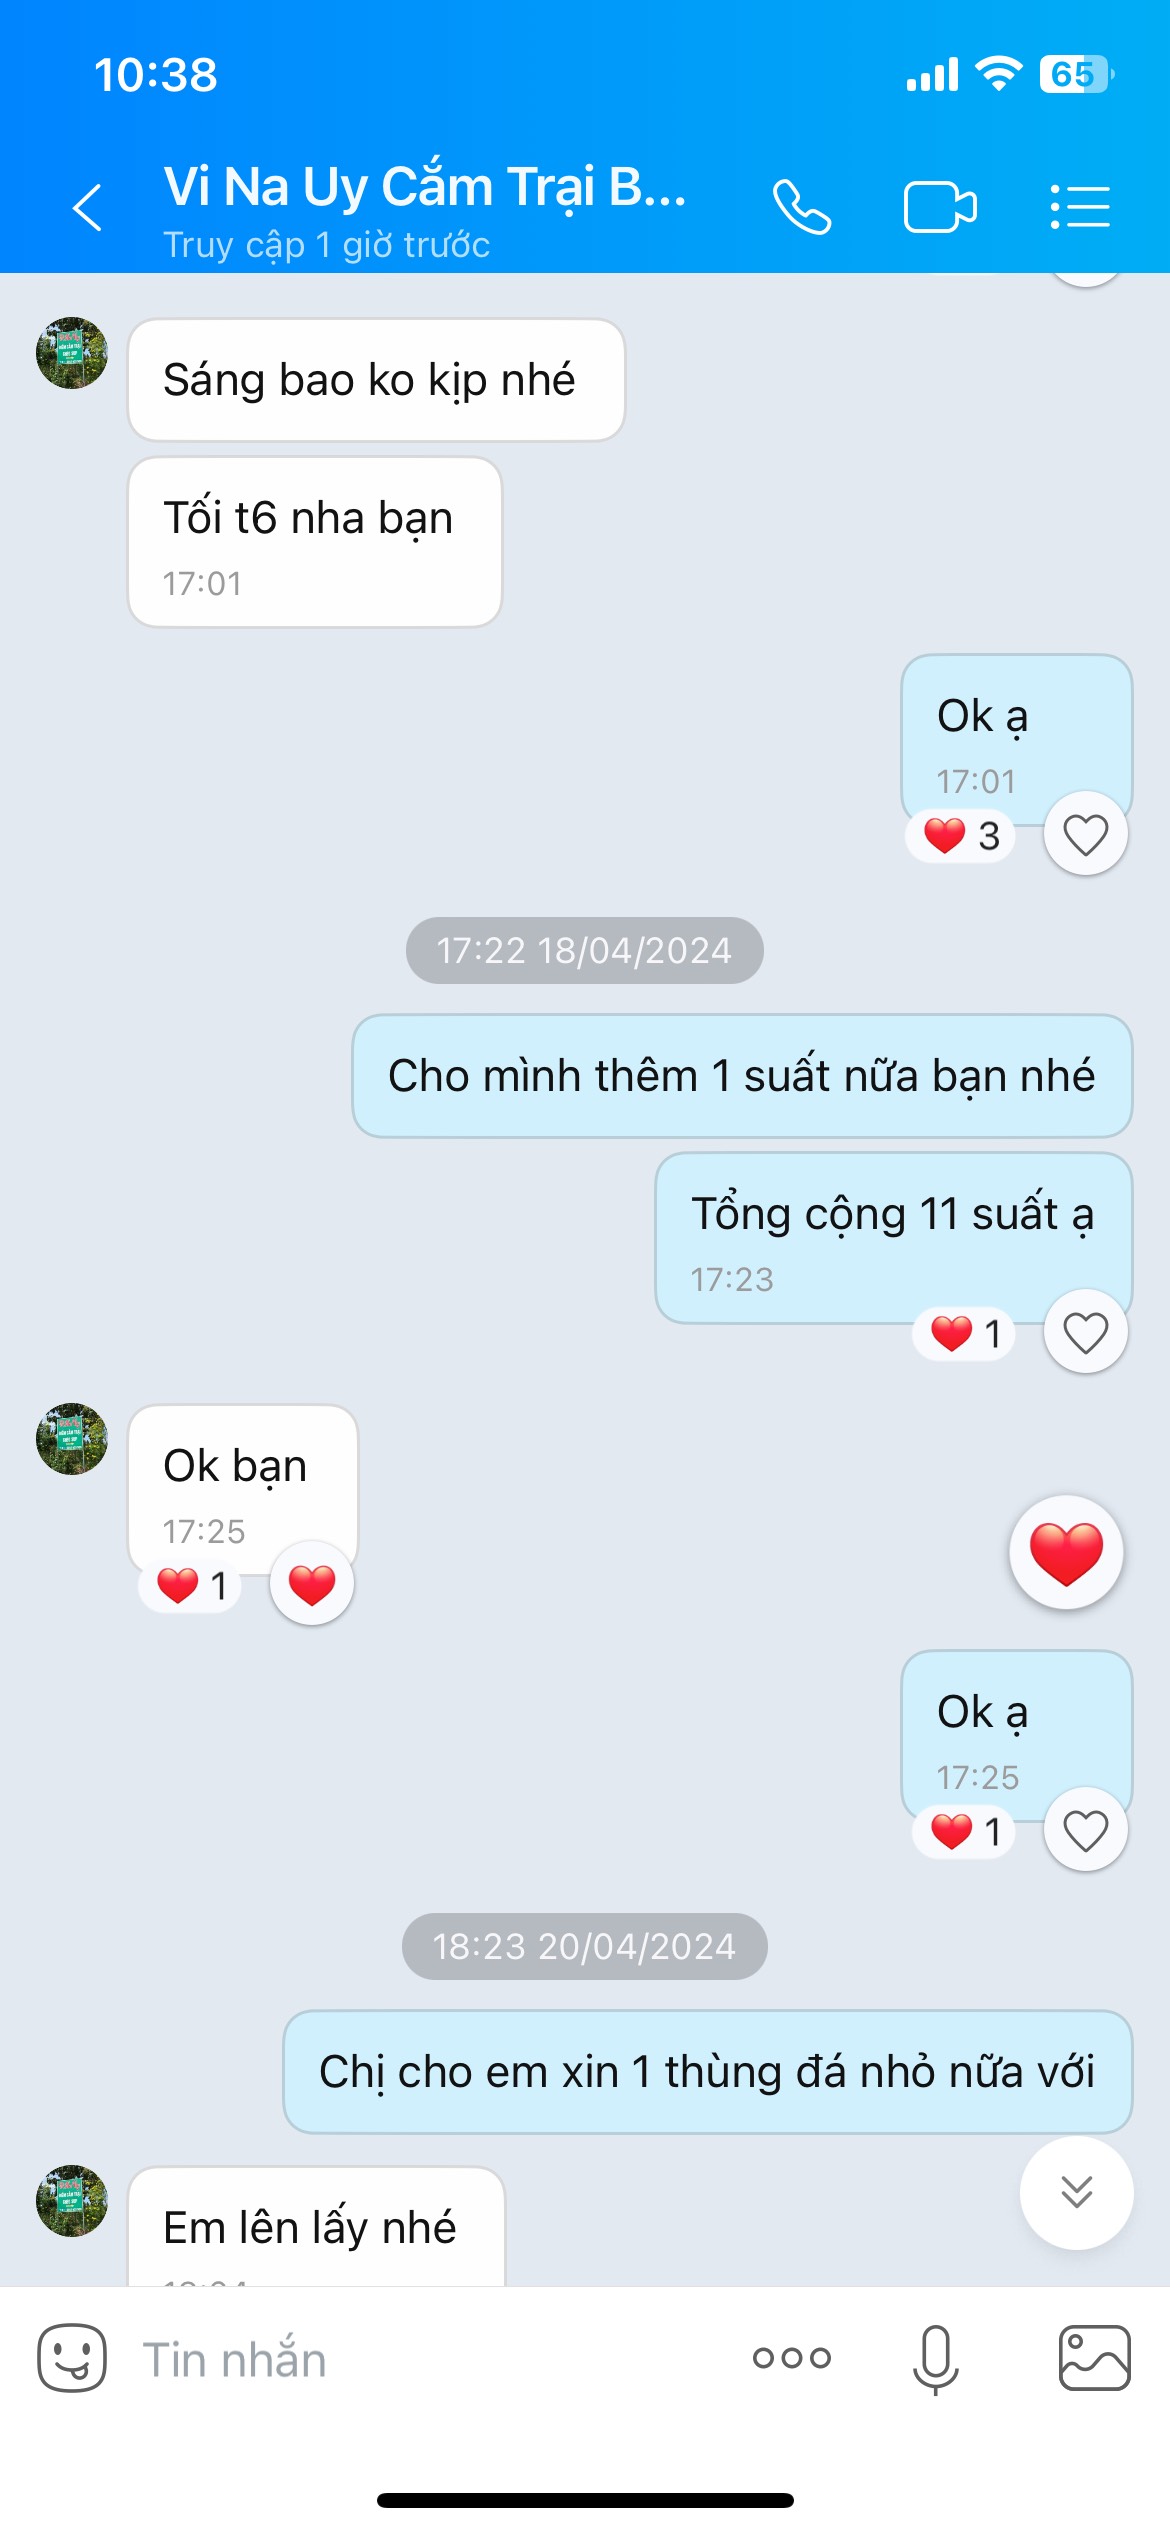 10:38
65
Vi Na Uy Cắm Trại B...
Truy cập 1 giờ trước
Sáng bao ko kịp nhé
Tối t6 nha bạn
17:01
Ok ạ
17:01
3
17:22 18/04/2024
Cho mình thêm 1 suất nữa bạn nhé
Tổng cộng 11 suất ạ
17:23
1
Ok bạn
17:25
1
Ok ạ
17:25
1
18:23 20/04/2024
Chị cho em xin 1 thùng đá nhỏ nữa với
Em lên lấy nhé
Tin nhắn